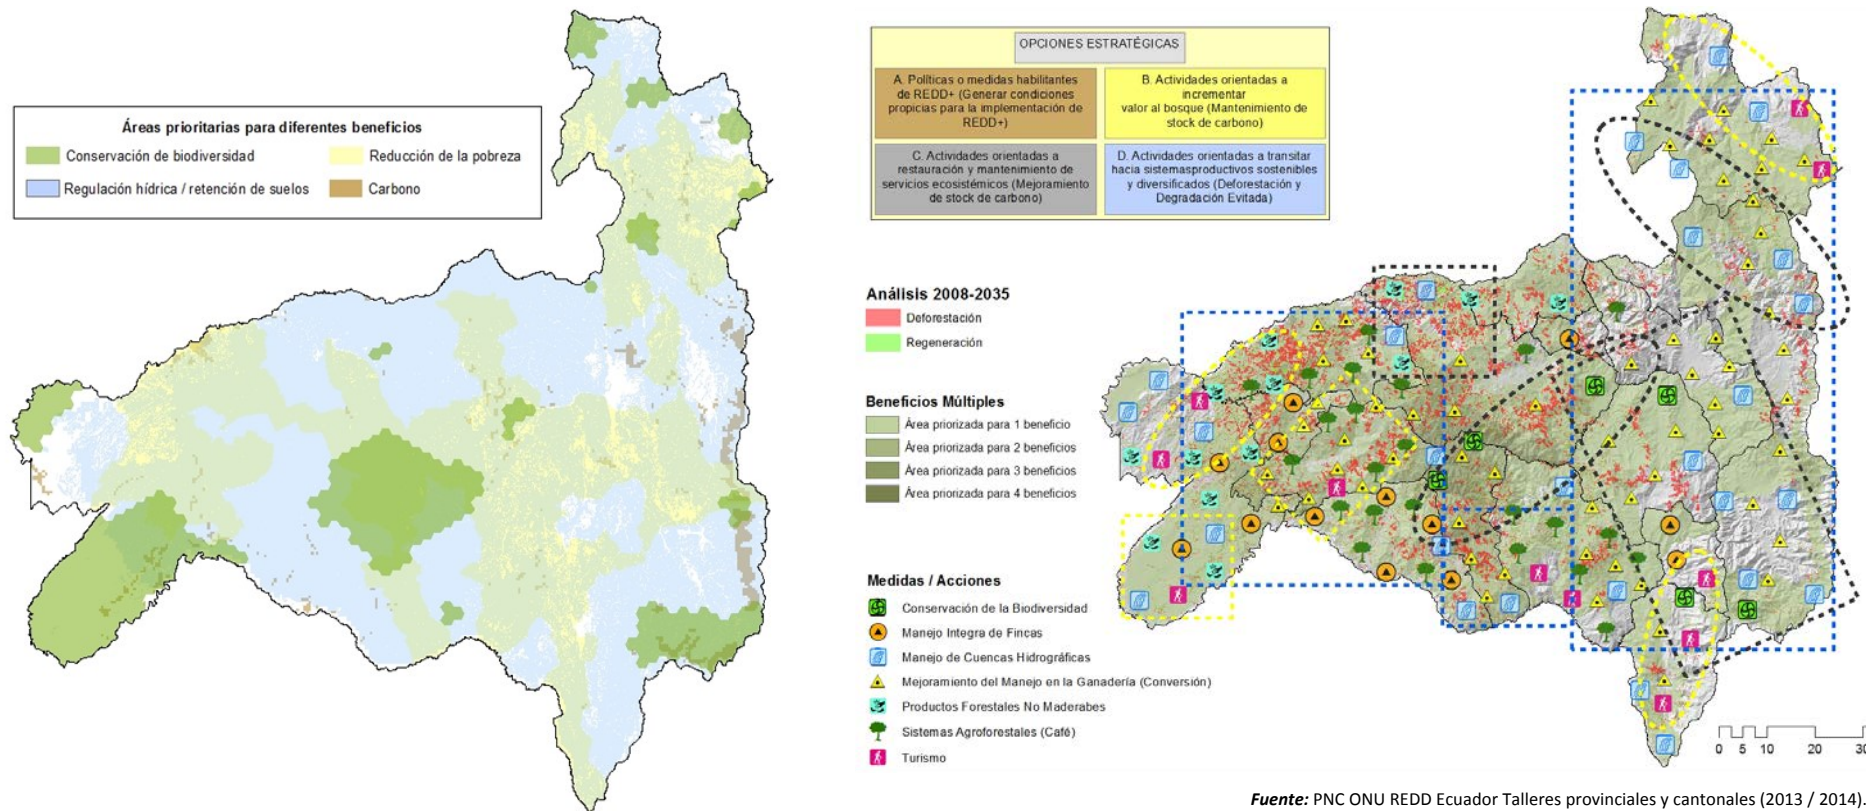 Áreas prioritarias para diferentes beneficios
Conservación de biodiversidad
Reducción de la pobreza
Regulación hídrica / retención de suelos
Carbono
OPCIONES ESTRATÉGICAS
A. Políticas o medidas habilitantes
de REDD+ (Generar condiciones
propicias para la implementación de
REDD+)
B. Actividades orientadas a
incrementar
valor al bosque (Mantenimiento de
stock de carbono)
C. Actividades orientadas a
restauración y mantenimiento de
servicios ecosistémicos (Mejoramiento
de stock de carbono)
D. Actividades orientadas a transitar
hacia sistemasproductivos sostenibles
y diversificados (Deforestación y
Degradación Evitada)
Análisis 2008-2035
Deforestación
Regeneración
Beneficios Múltiples
Área priorizada para 1 beneficio
Área priorizada para 2 beneficios
Área priorizada para 3 beneficios
Área priorizada para 4 beneficios
Medidas / Acciones
Conservación de la Biodiversidad
Manejo Integra de Fincas
Manejo de Cuencas Hidrográficas
Mejoramiento del Manejo en la Ganadería (Conversión)
Productos Forestales No Maderabes
Sistemas Agroforestales (Café)
Turismo
0 5 10 20 30
Fuente: PNC ONU REDD Ecuador Talleres provinciales y cantonales (2013 / 2014).